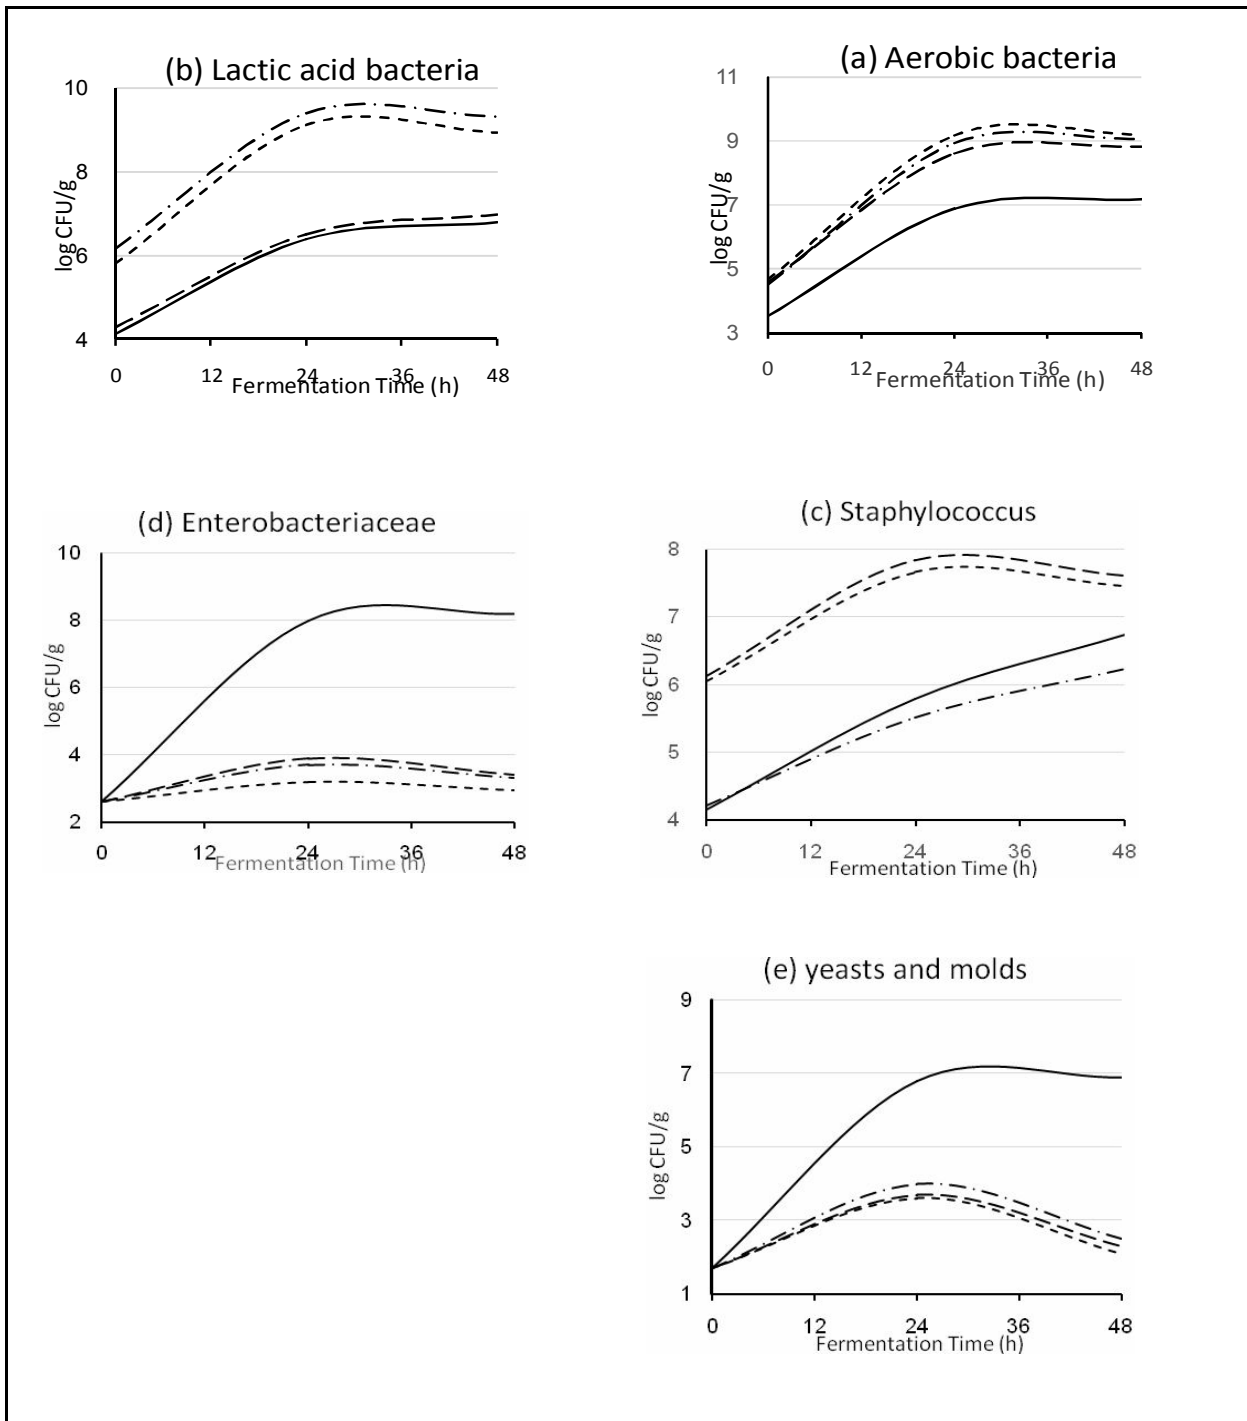 (b) Lactic acid bacteria
10
8
6
4
log CFU/g
0 12 24 36 48
Fermentation Time (h)
(a) Aerobic bacteria
11
9
7
5
3
log CFU/g
0 12 24 36 48
Fermentation Time (h)
(d) Enterobacteriaceae
10
8
6
4
2
log CFU/g
0 12 24 36 48
Fermentation Time (h)
(c) Staphylococcus
8
7
6
5
4
log CFU/g
0 12 24 36 48
Fermentation Time (h)
(e) yeasts and molds
9
7
5
3
1
log CFU/g
0 12 24 36 48
Fermentation Time (h)